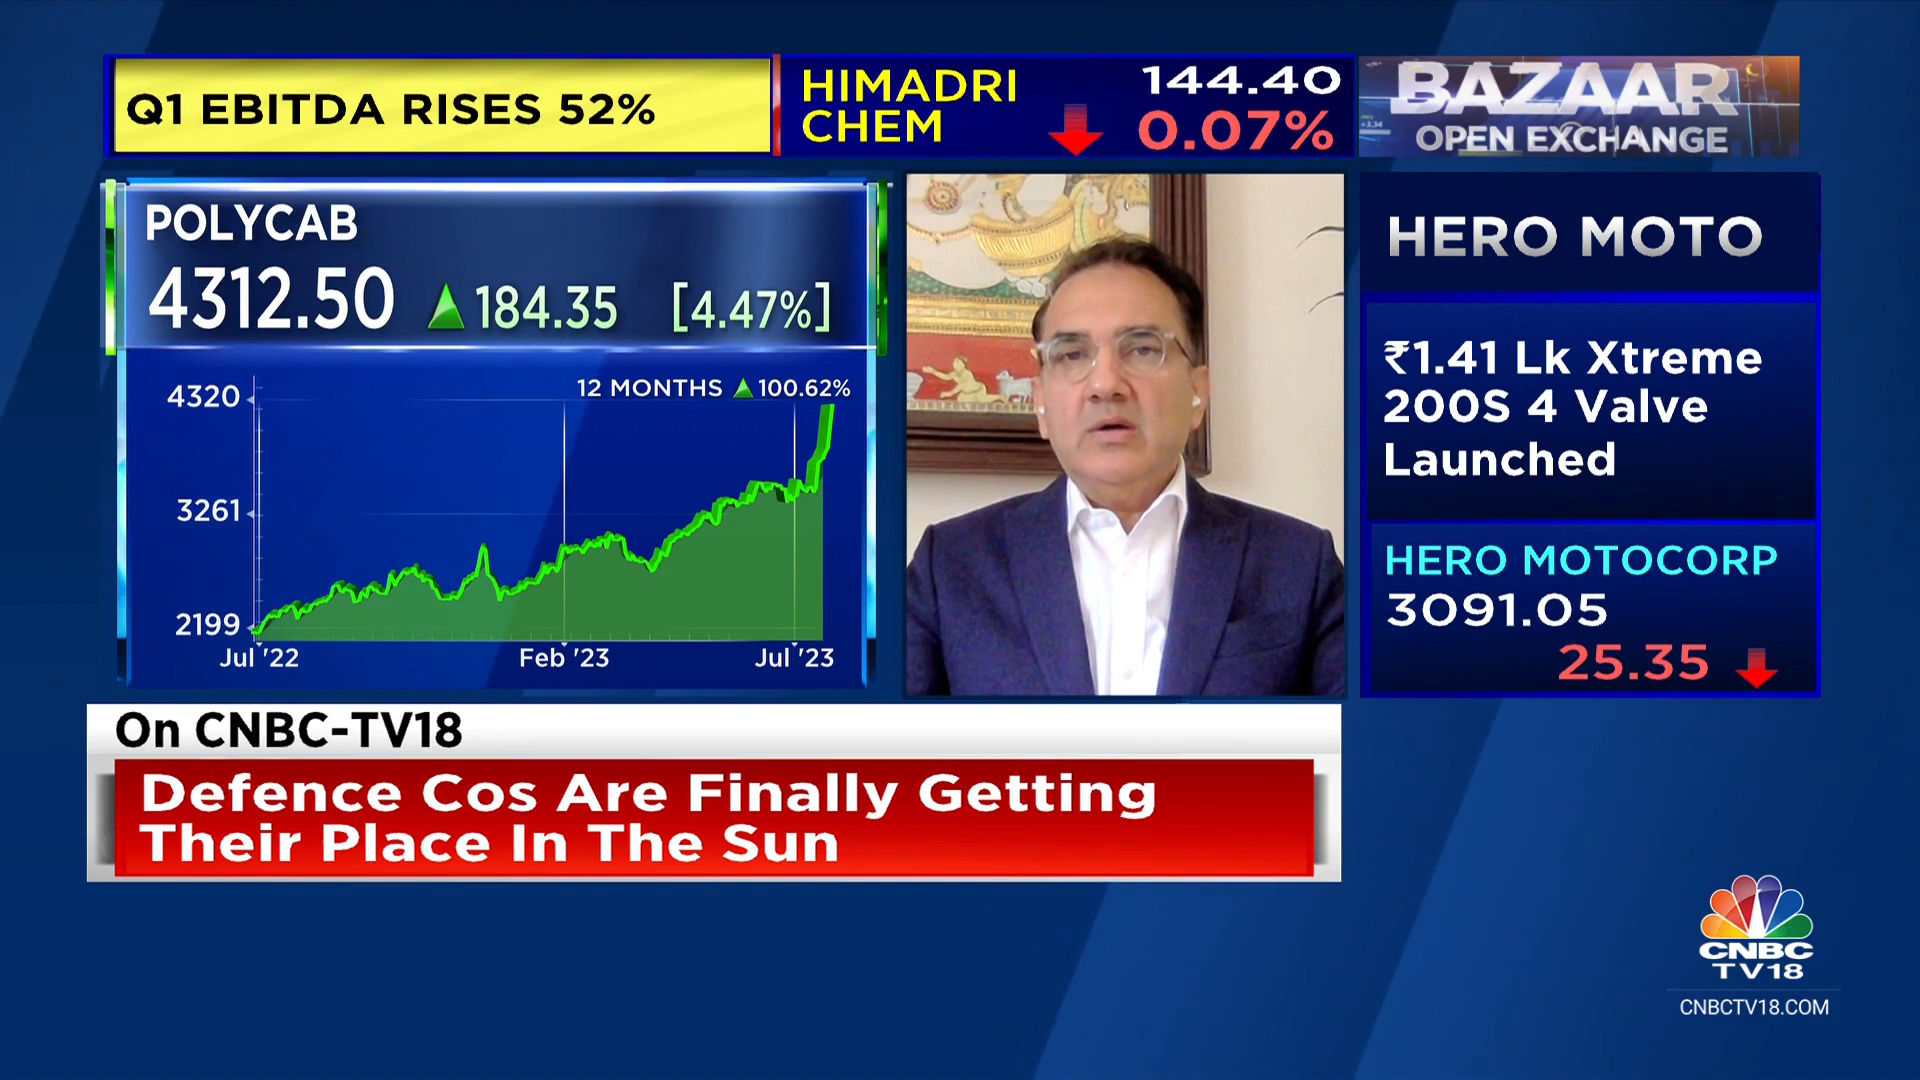 Q1 EBITDA RISES 52%
HIMADRI
CHEM
144.40
0.07%
BAZAAR
OPEN EXCHANGE
POLYCAB
4312.50 184.35 [4.47%]
12 MONTHS 100.62%
4320
3261
2199
Jul '22 Feb '23 Jul '23
HERO MOTO
₹1.41 Lk Xtreme
200S 4 Valve
Launched
HERO MOTOCORP
3091.05
25.35
On CNBC-TV18
Defence Cos Are Finally Getting
Their Place In The Sun
CNBC
TV18
CNBCTV18.COM